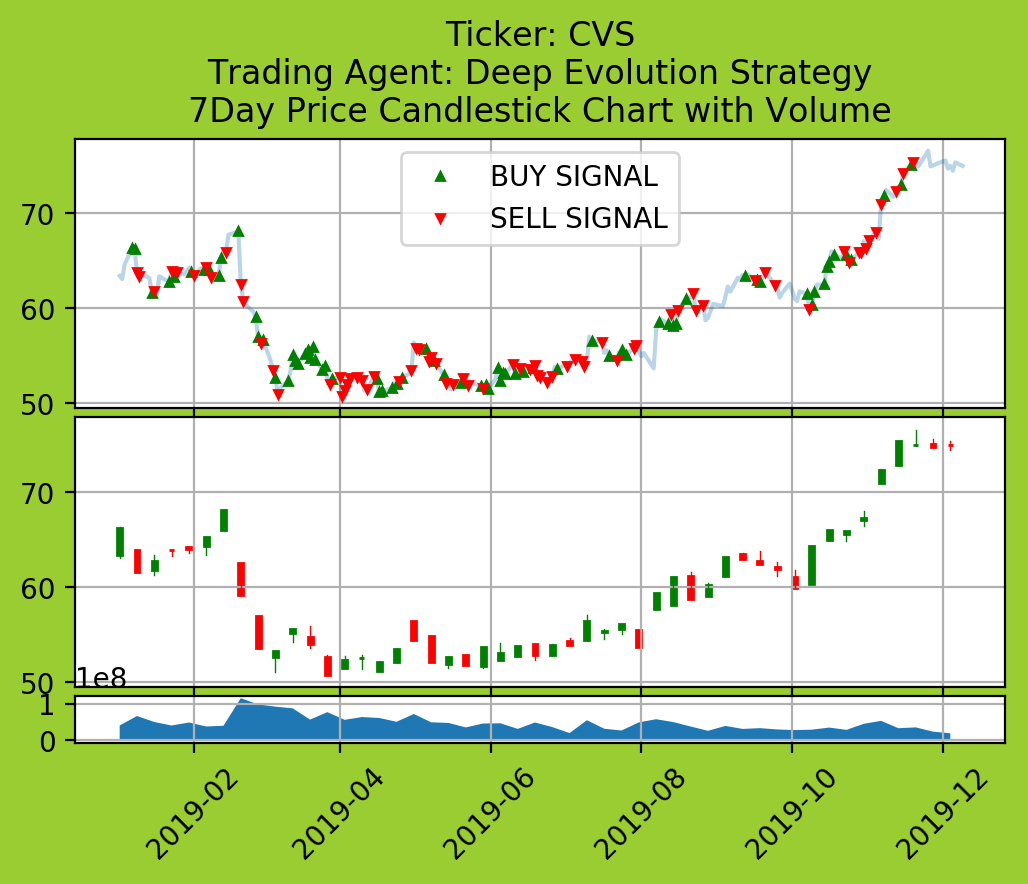 Ticker: CVS
Trading Agent: Deep Evolution Strategy
7Day Price Candlestick Chart with Volume
BUY SIGNAL
SELL SIGNAL
70
60
50
70
60
50
1e8
1
0
2019-02
2019-04
2019-06
2019-08
2019-10
2019-12